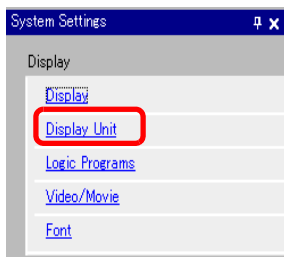 System Settings
Display
Display
Display Unit
Logic Programs
Video/Movie
Font